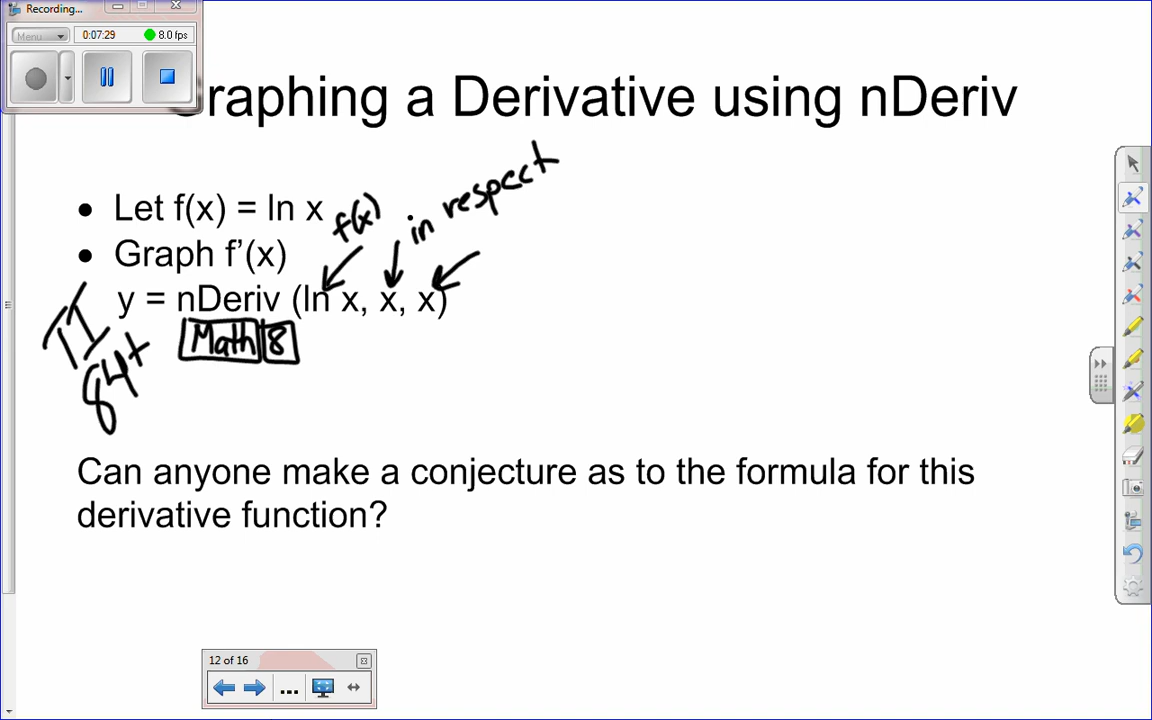 Recording...
Menu
0:07:29
8.0 fps
Graphing a Derivative using nDeriv
• Let f(x) = ln x
f(x)
in respect
• Graph f'(x)
y = nDeriv (ln x, x, x)
TI
84+
Math 8
Can anyone make a conjecture as to the formula for this
derivative function?
12 of 16
...